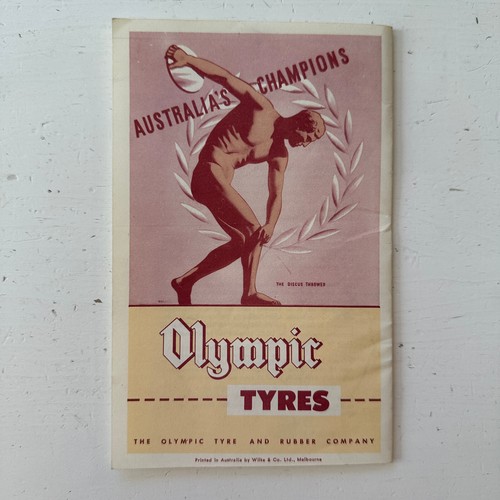 AUSTRALIA'S CHAMPIONS
THE DISCUS THROWER
Olympic
TYRES
THE OLYMPIC TYRE AND RUBBER COMPANY
Printed in Australia by Wilke & Co. Ltd., Melbourne